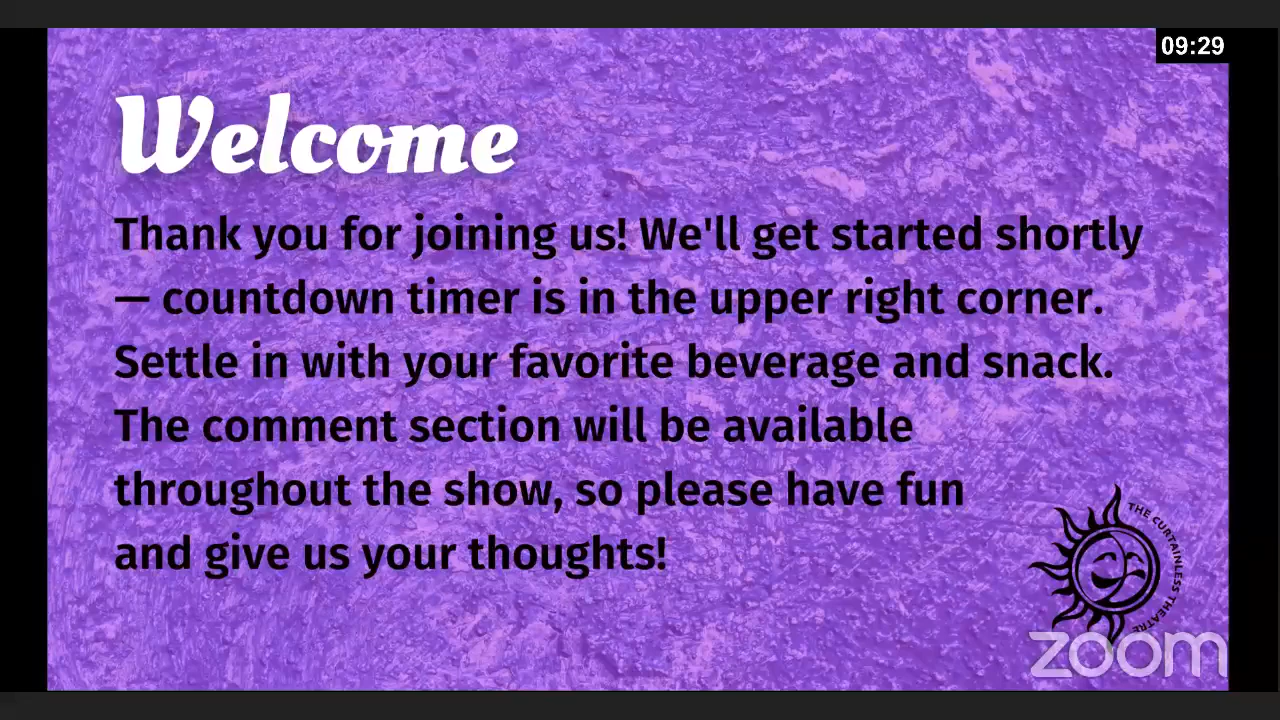 09:29
Welcome
Thank you for joining us! We'll get started shortly
— countdown timer is in the upper right corner.
Settle in with your favorite beverage and snack.
The comment section will be available
throughout the show, so please have fun
and give us your thoughts!
THE CURTAINLESS THEATRE
zoom